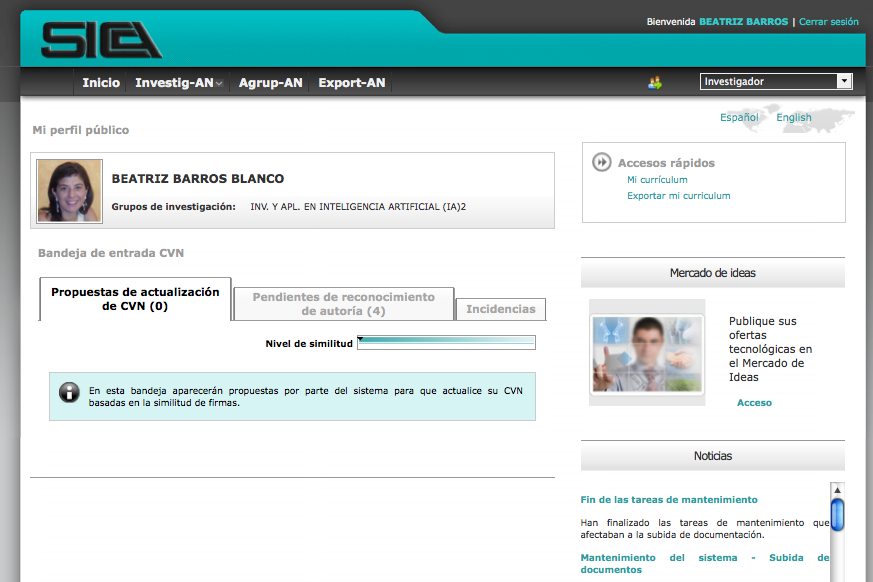 SICA
Bienvenida BEATRIZ BARROS | Cerrar sesión
Inicio Investig-AN Agrup-AN Export-AN
Investigador
Español English
Mi perfil público
BEATRIZ BARROS BLANCO
Grupos de investigación: INV. Y APL. EN INTELIGENCIA ARTIFICIAL (IA)2
Accesos rápidos
Mi currículum
Exportar mi curriculum
Bandeja de entrada CVN
Propuestas de actualización
de CVN (0)
Pendientes de reconocimiento
de autoría (4)
Incidencias
Nivel de similitud
En esta bandeja aparecerán propuestas por parte del sistema para que actualice su CVN
basadas en la similitud de firmas.
Mercado de ideas
Publique sus
ofertas
tecnológicas en
el Mercado de
Ideas
Acceso
Noticias
Fin de las tareas de mantenimiento
Han finalizado las tareas de mantenimiento que
afectaban a la subida de documentación.
Mantenimiento del sistema - Subida de
documentos